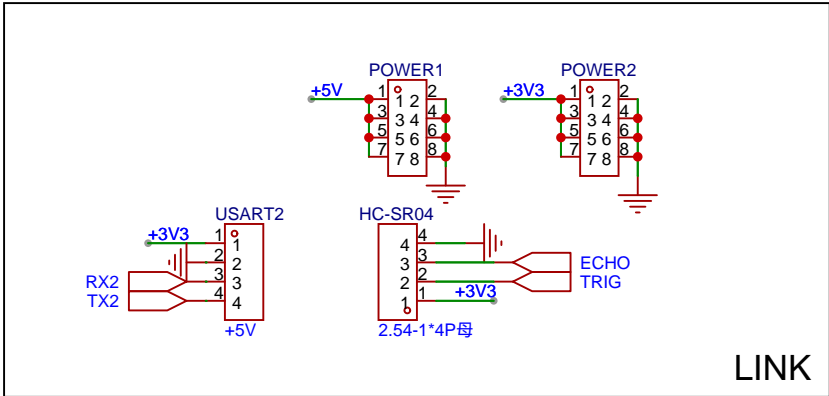 POWER1
POWER2
+5V
+3V3
1 1 2 2
3 3 4 4
5 5 6 6
7 7 8 8
1 1 2 2
3 3 4 4
5 5 6 6
7 7 8 8
USART2
HC-SR04
+3V3
1 1
2 2
RX2 3 3
TX2 4 4
+5V
4 4
3 3 ECHO
2 2 TRIG
1 1 +3V3
2.54-1*4P母
LINK